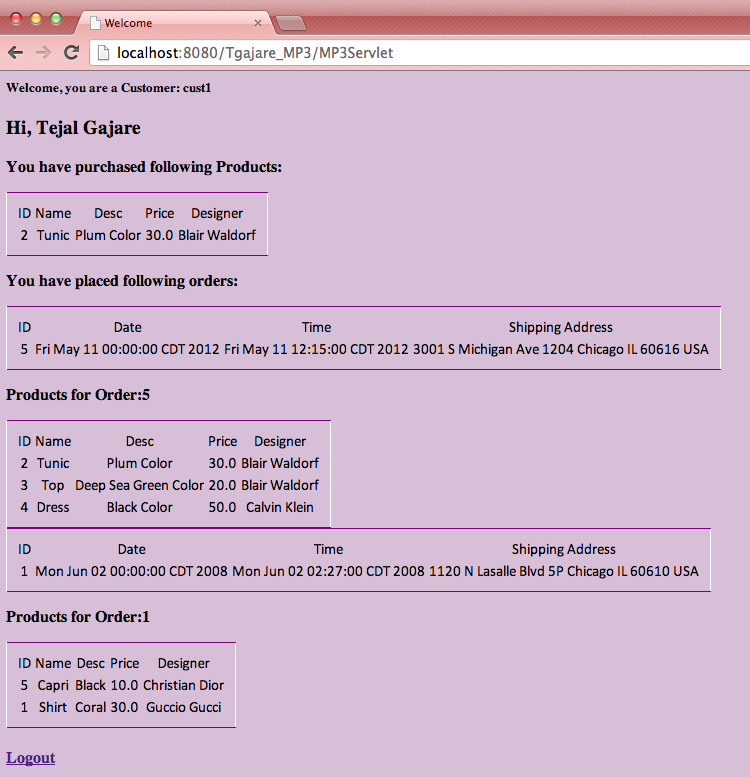 Welcome
localhost:8080/Tgajare_MP3/MP3Servlet
Welcome, you are a Customer: cust1
Hi, Tejal Gajare
You have purchased following Products:
ID Name Desc Price Designer
2 Tunic Plum Color 30.0 Blair Waldorf
You have placed following orders:
ID Date Time Shipping Address
5 Fri May 11 00:00:00 CDT 2012 Fri May 11 12:15:00 CDT 2012 3001 S Michigan Ave 1204 Chicago IL 60616 USA
Products for Order:5
ID Name Desc Price Designer
2 Tunic Plum Color 30.0 Blair Waldorf
3 Top Deep Sea Green Color 20.0 Blair Waldorf
4 Dress Black Color 50.0 Calvin Klein
ID Date Time Shipping Address
1 Mon Jun 02 00:00:00 CDT 2008 Mon Jun 02 02:27:00 CDT 2008 1120 N Lasalle Blvd 5P Chicago IL 60610 USA
Products for Order:1
ID Name Desc Price Designer
5 Capri Black 10.0 Christian Dior
1 Shirt Coral 30.0 Guccio Gucci
Logout